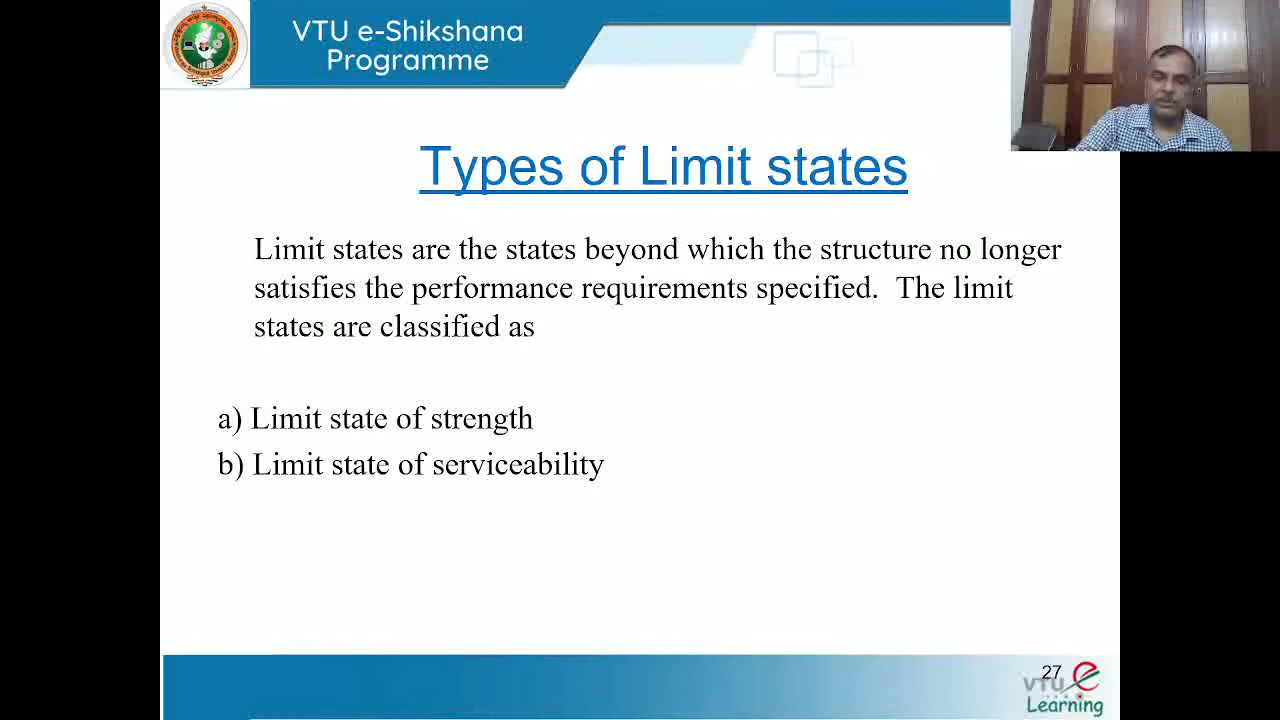 VTU e-Shikshana
Programme
Types of Limit states
Limit states are the states beyond which the structure no longer
satisfies the performance requirements specified.  The limit
states are classified as
a) Limit state of strength
b) Limit state of serviceability
27
VTU e
Learning